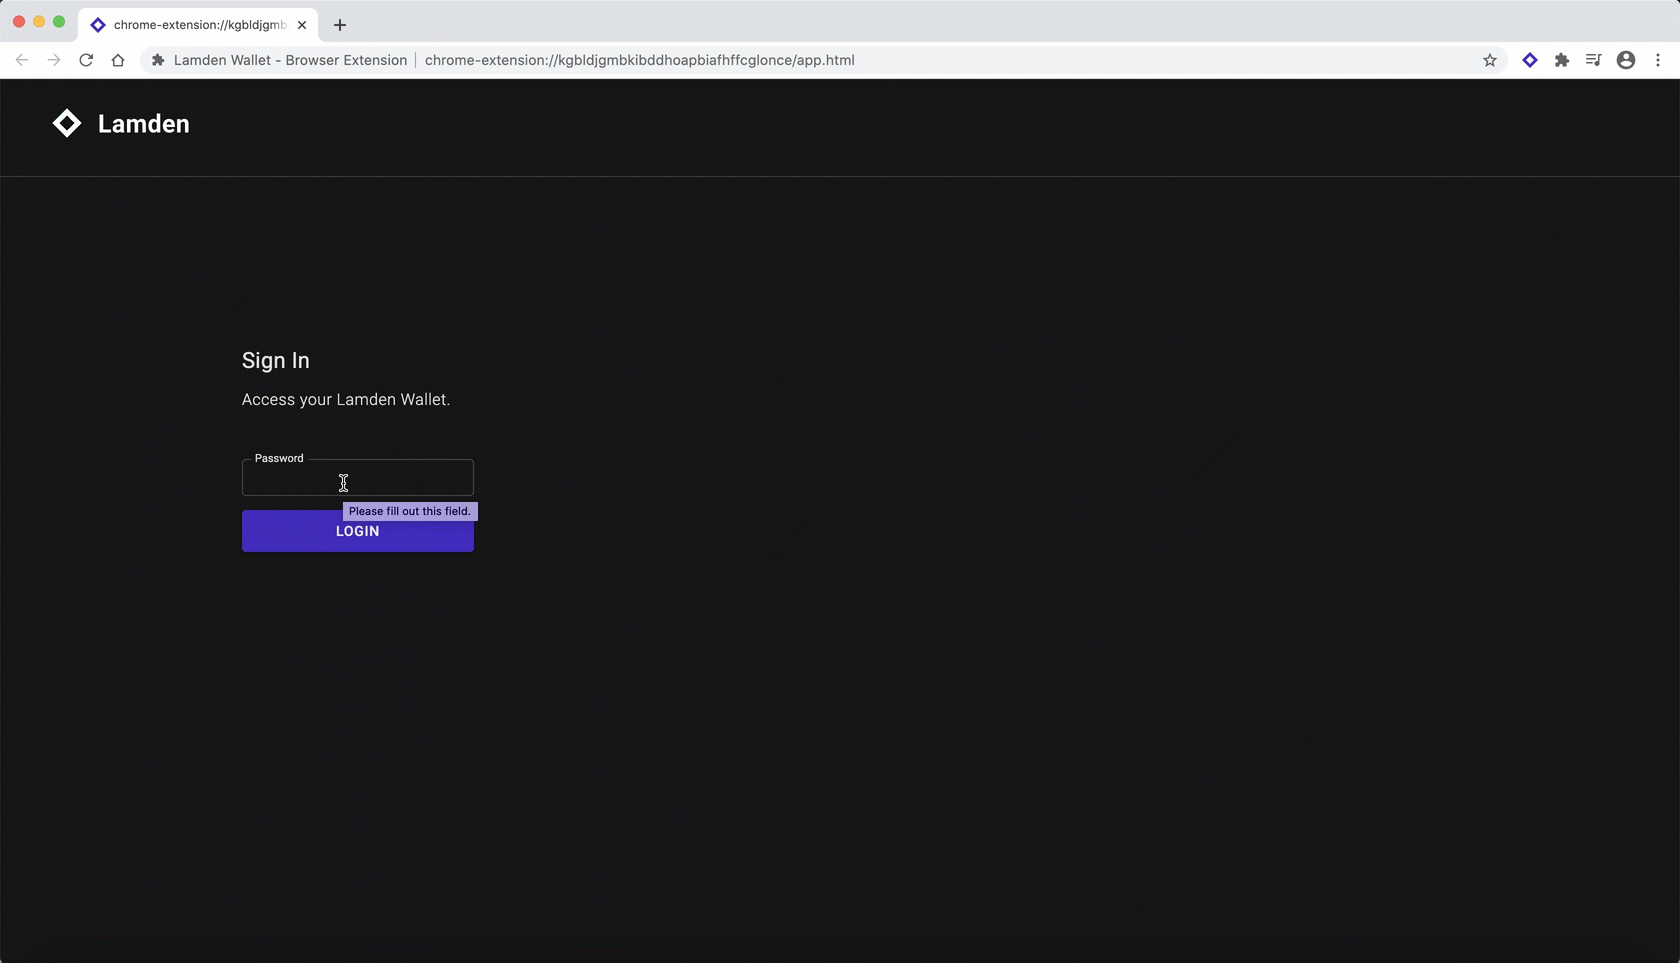 chrome-extension://kgbldjgmb
Lamden Wallet - Browser Extension chrome-extension://kgbldjgmbkibddhoapbiafhffcglonce/app.html
Lamden
Sign In
Access your Lamden Wallet.
Password
Please fill out this field.
LOGIN